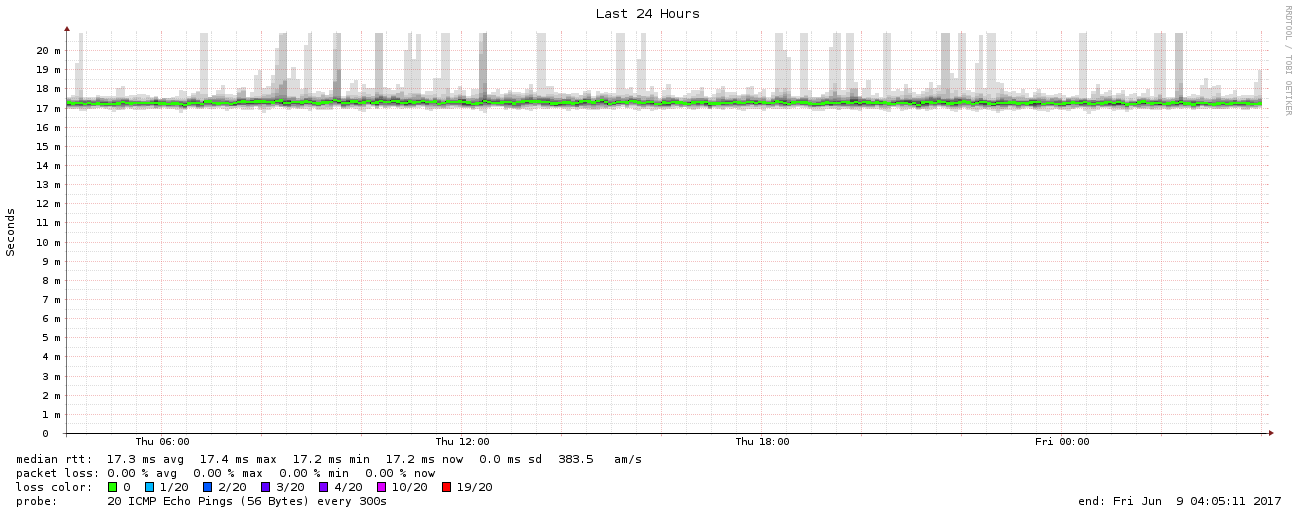 Last 24 Hours
RRDTOOL / TOBI OETIKER
Seconds
20 m
19 m
18 m
17 m
16 m
15 m
14 m
13 m
12 m
11 m
10 m
9 m
8 m
7 m
6 m
5 m
4 m
3 m
2 m
1 m
0
Thu 06:00 Thu 12:00 Thu 18:00 Fri 00:00
median rtt: 17.3 ms avg 17.4 ms max 17.2 ms min 17.2 ms now 0.0 ms sd 383.5 am/s
packet loss: 0.00 % avg 0.00 % max 0.00 % min 0.00 % now
loss color: 0 1/20 2/20 3/20 4/20 10/20 19/20
probe: 20 ICMP Echo Pings (56 Bytes) every 300s end: Fri Jun 9 04:05:11 2017